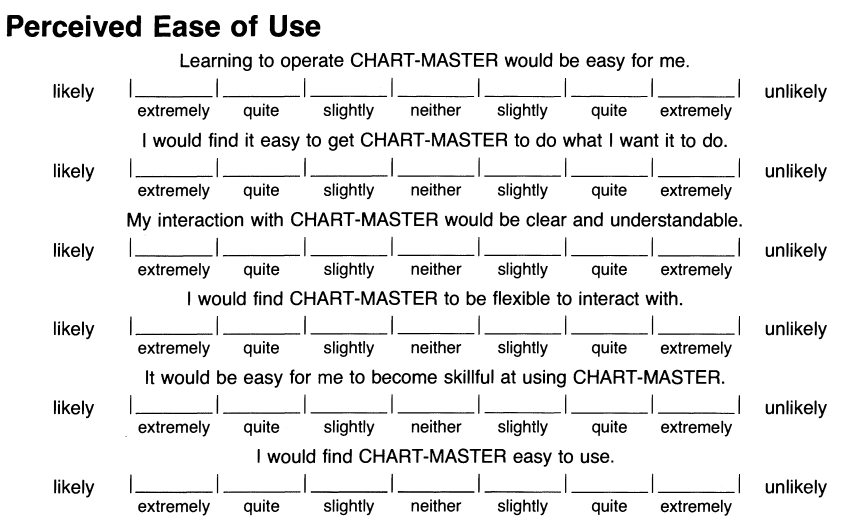 Perceived Ease of Use
Learning to operate CHART-MASTER would be easy for me.
likely unlikely
extremely quite slightly neither slightly quite extremely
I would find it easy to get CHART-MASTER to do what I want it to do.
likely unlikely
extremely quite slightly neither slightly quite extremely
My interaction with CHART-MASTER would be clear and understandable.
likely unlikely
extremely quite slightly neither slightly quite extremely
I would find CHART-MASTER to be flexible to interact with.
likely unlikely
extremely quite slightly neither slightly quite extremely
It would be easy for me to become skillful at using CHART-MASTER.
likely unlikely
extremely quite slightly neither slightly quite extremely
I would find CHART-MASTER easy to use.
likely unlikely
extremely quite slightly neither slightly quite extremely